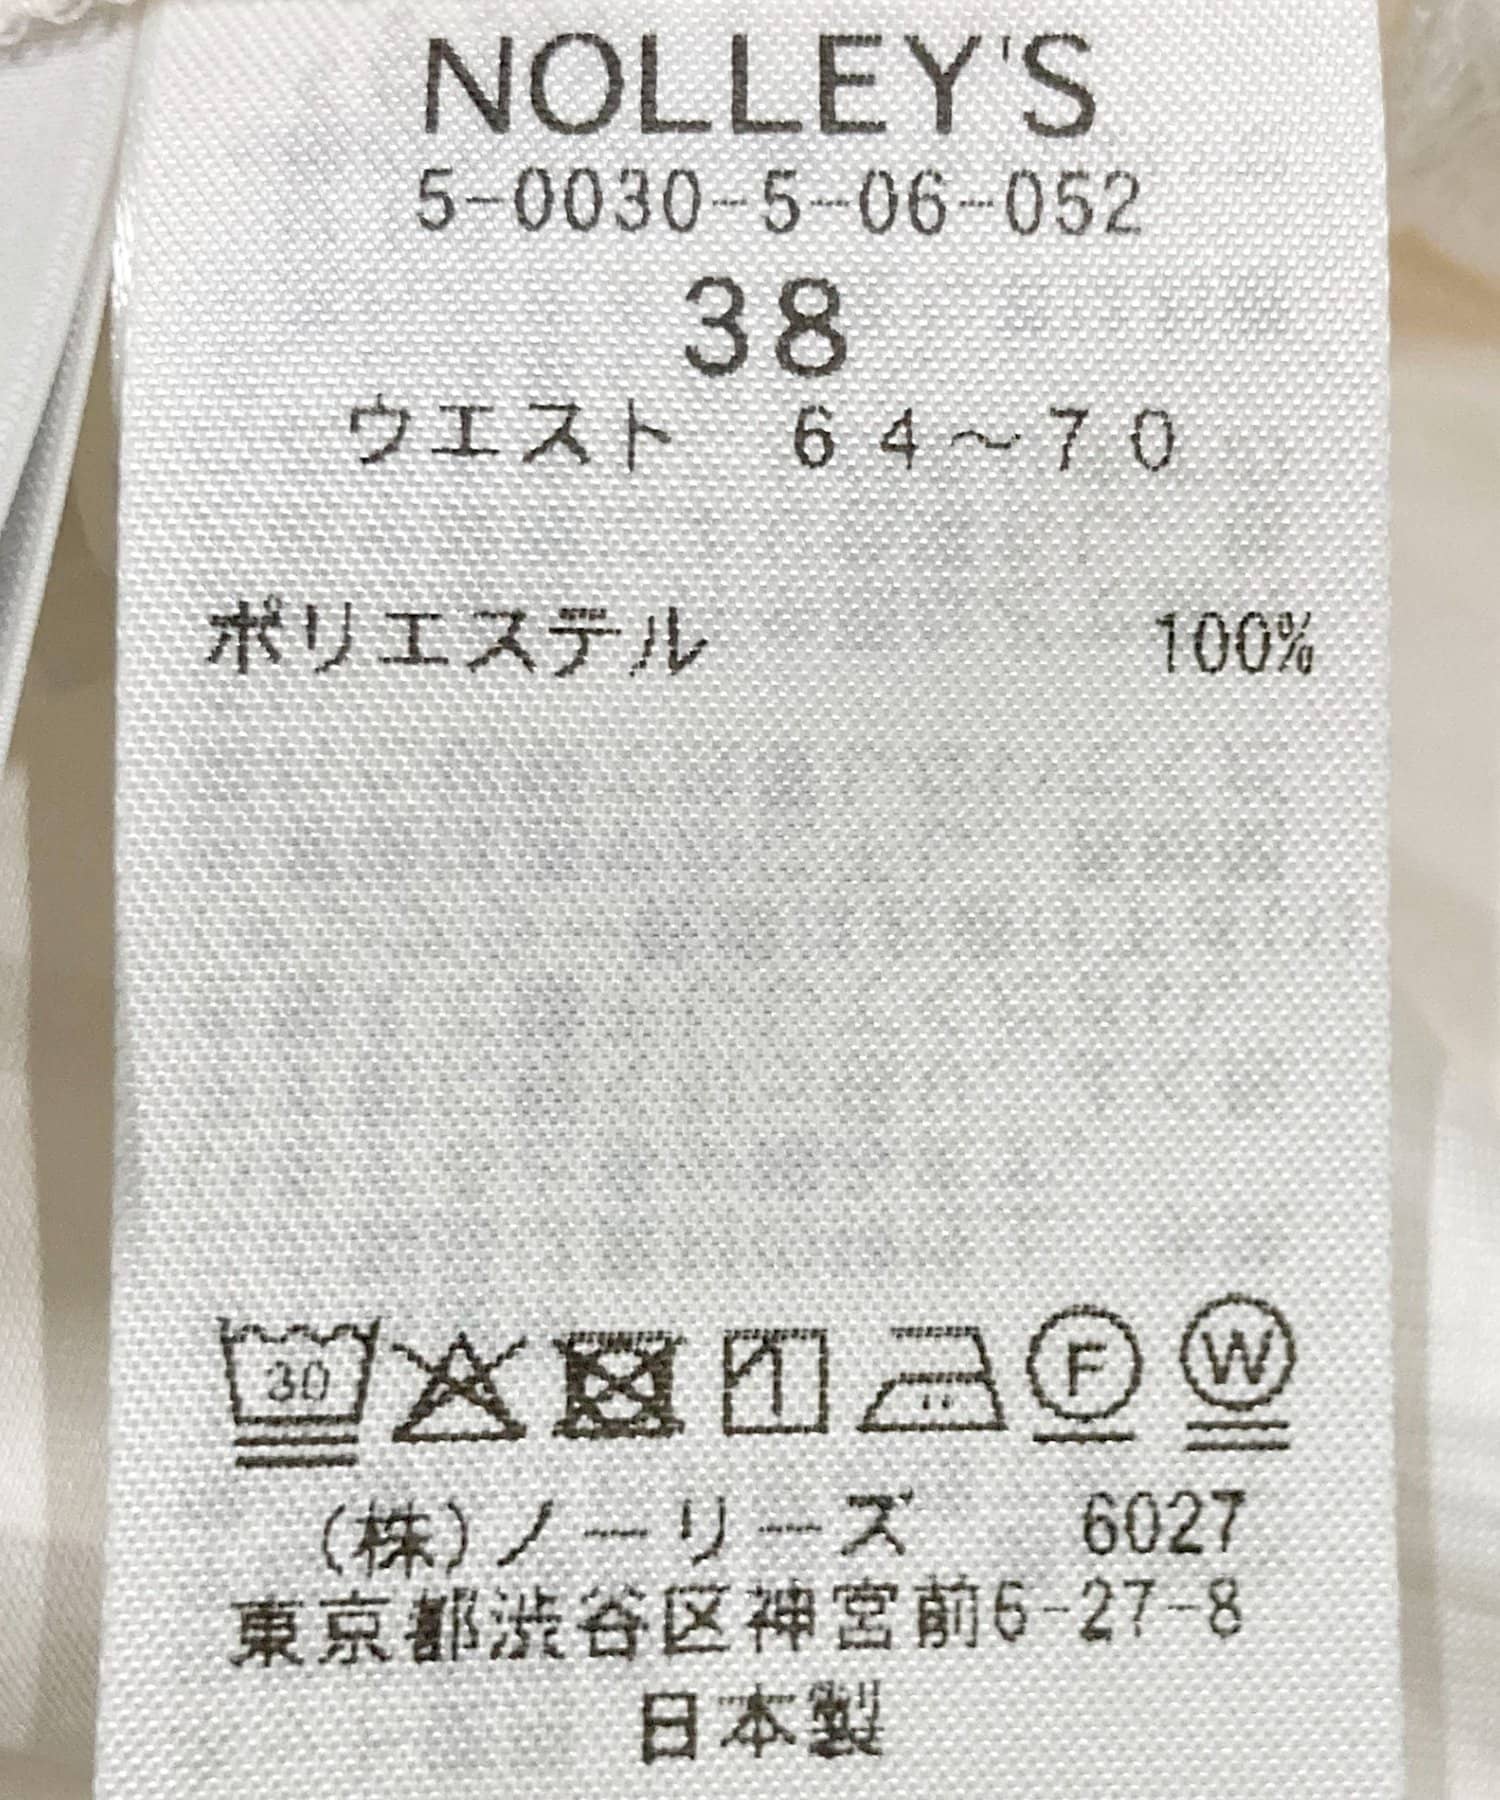 NOLLEY'S
5-0030-5-06-052
38
ウエスト 64～70
ポリエステル 100%
30 F W
(株)ノーリーズ 6027
東京都渋谷区神宮前6-27-8
日本製